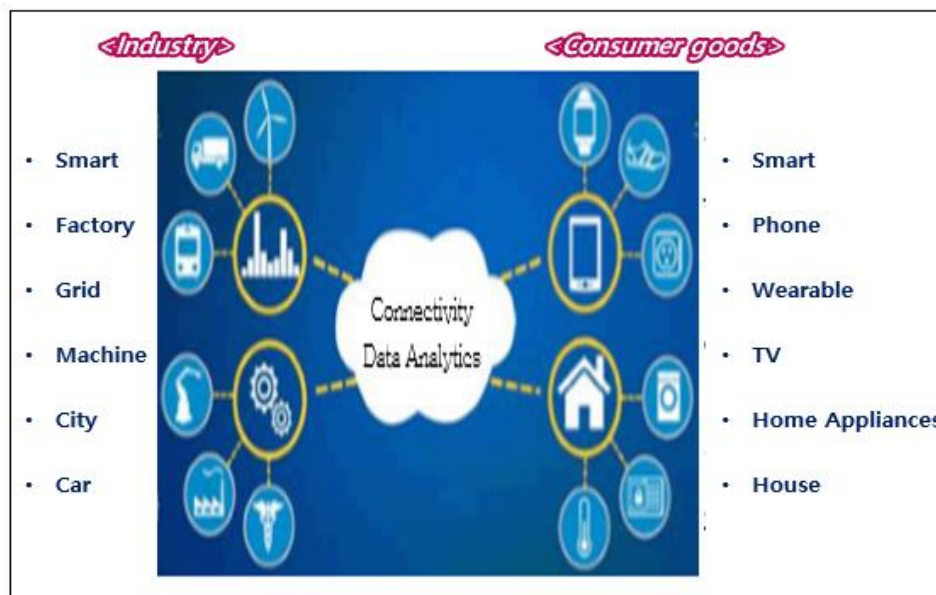 <Industry>
<Consumer goods>
• Smart
• Factory
• Grid
• Machine
• City
• Car
Connectivity
Data Analytics
• Smart
• Phone
• Wearable
• TV
• Home Appliances
• House